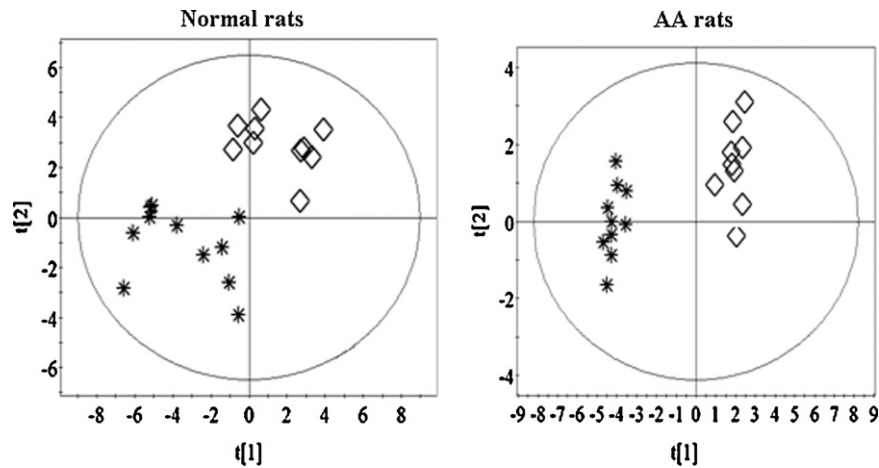 Normal rats
AA rats
6
4
2
0
-2
-4
-6
t[2]
-8 -6 -4 -2 0 2 4 6 8
t[1]
4
2
0
-2
-4
t[2]
-9 -8 -7 -6 -5 -4 -3 -2 -1 0 1 2 3 4 5 6 7 8 9
t[1]